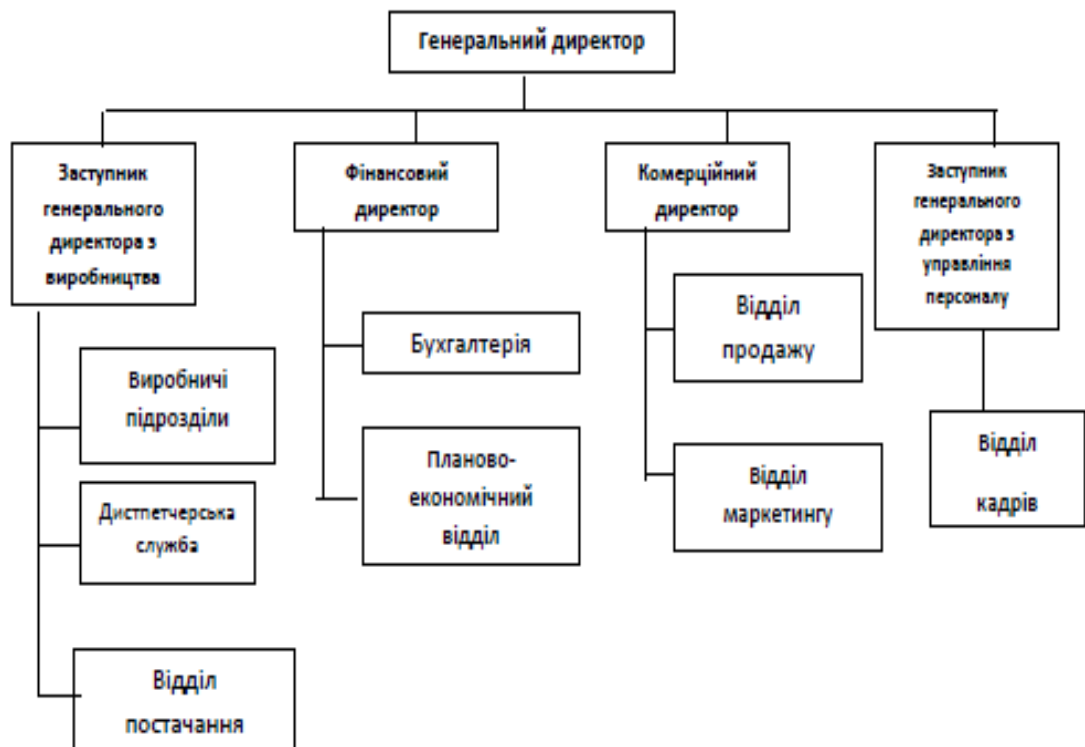 Генеральний директор
Заступник
генерального
директора з
виробництва
Фінансовий
директор
Комерційний
директор
Заступник
генерального
директора з
управління
персоналу
Виробничі
підрозділи
Дистпетчерська
служба
Відділ
постачання
Бухгалтерія
Планово-
економічний
відділ
Відділ
продажу
Відділ
маркетингу
Відділ
кадрів